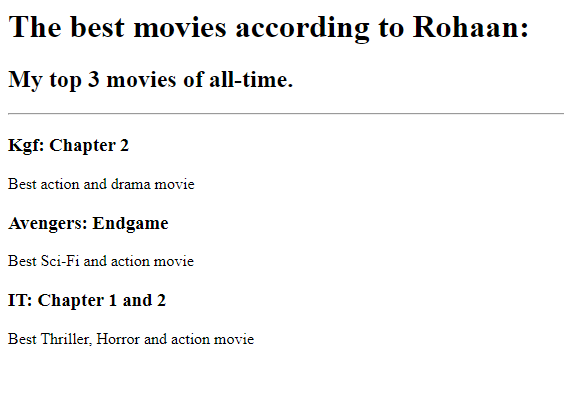 The best movies according to Rohaan:
My top 3 movies of all-time.
Kgf: Chapter 2
Best action and drama movie
Avengers: Endgame
Best Sci-Fi and action movie
IT: Chapter 1 and 2
Best Thriller, Horror and action movie